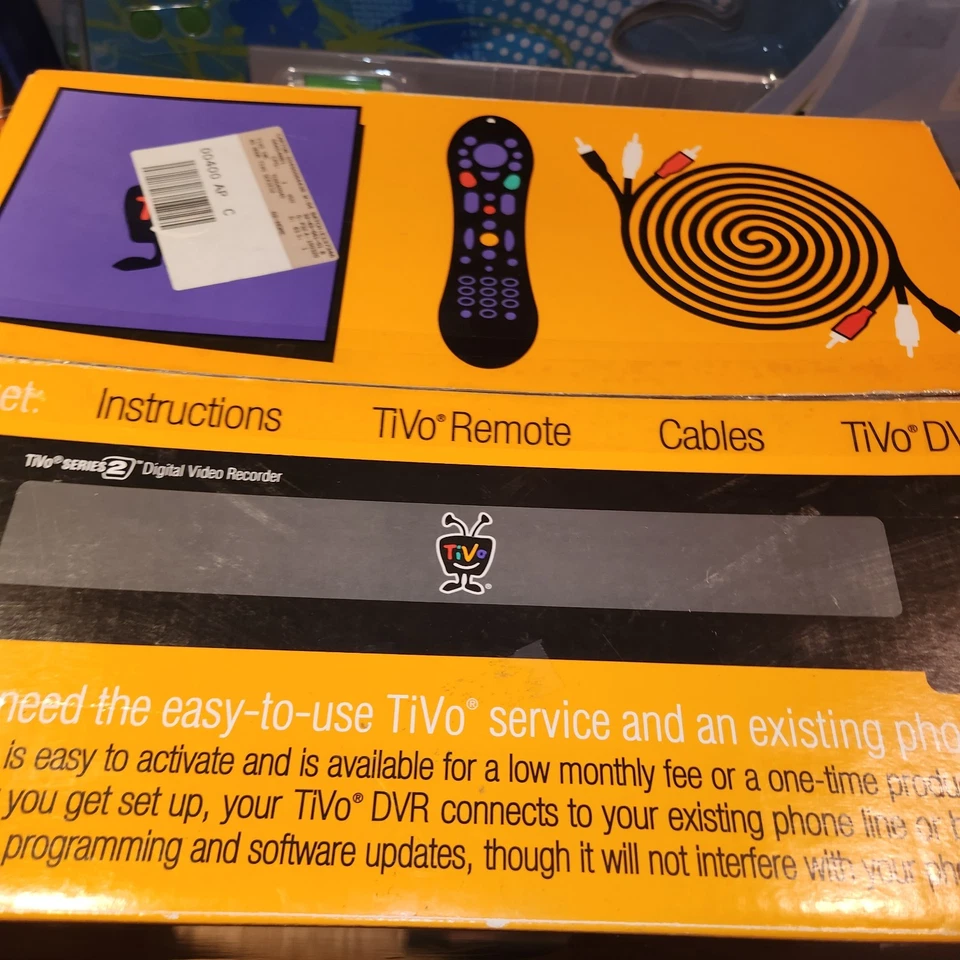 00400 AP C
et.
Instructions
TiVo® Remote
Cables
TiVo® DV
TiVo® SERIES2™ Digital Video Recorder
TiVo
®
need the easy-to-use TiVo® service and an existing pho
is easy to activate and is available for a low monthly fee or a one-time produ
you get set up, your TiVo® DVR connects to your existing phone line or
programming and software updates, though it will not interfere with your pho